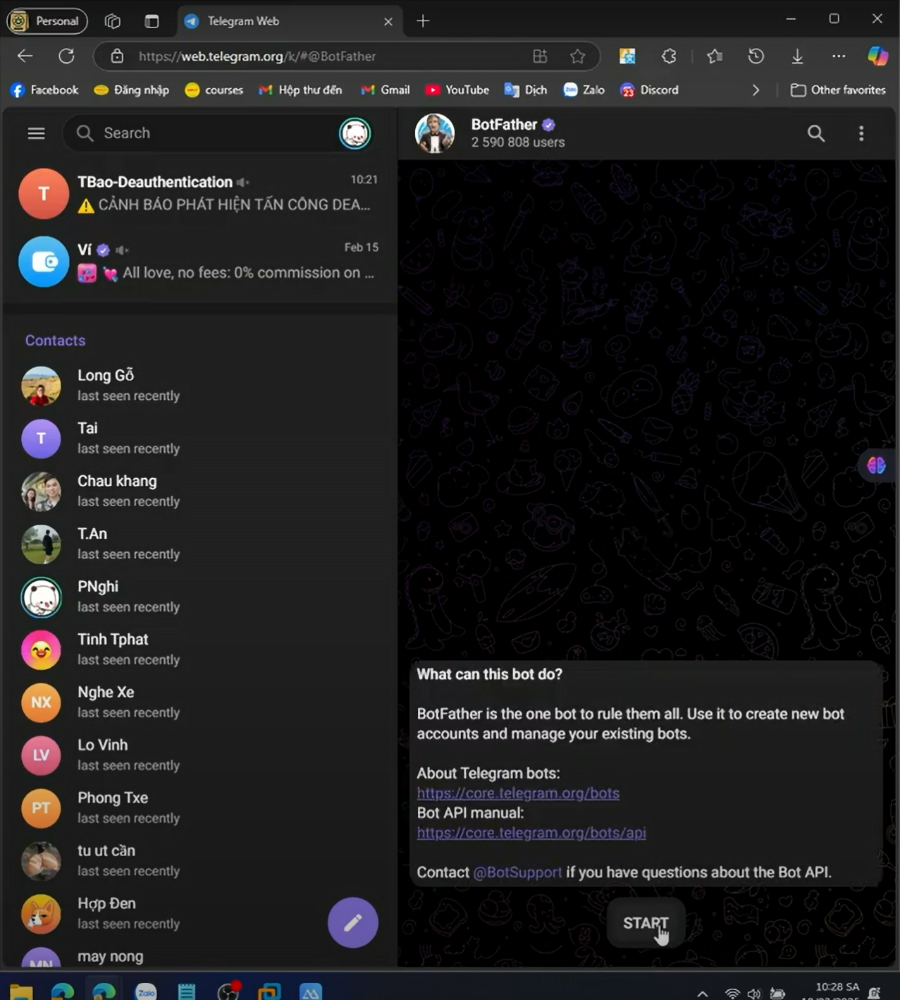 Personal
Telegram Web
https://web.telegram.org/k/#@BotFather
Facebook
Đăng nhập
courses
Hộp thư đến
Gmail
YouTube
Dịch
Zalo
Discord
Other favorites
Search
TBao-Deauthentication
10:21
CẢNH BÁO PHÁT HIỆN TẤN CÔNG DEA...
Ví
Feb 15
All love, no fees: 0% commission on ...
Contacts
Long Gỗ
last seen recently
T
Tai
last seen recently
Chau khang
last seen recently
T.An
last seen recently
PNghi
last seen recently
Tinh Tphat
last seen recently
NX
Nghe Xe
last seen recently
LV
Lo Vinh
last seen recently
PT
Phong Txe
last seen recently
tu ut cần
last seen recently
Hợp Đen
last seen recently
MN
may nong
BotFather
2 590 808 users
What can this bot do?
BotFather is the one bot to rule them all. Use it to create new bot
accounts and manage your existing bots.
About Telegram bots:
https://core.telegram.org/bots
Bot API manual:
https://core.telegram.org/bots/api
Contact @BotSupport if you have questions about the Bot API.
START
Zalo
10:28 SA